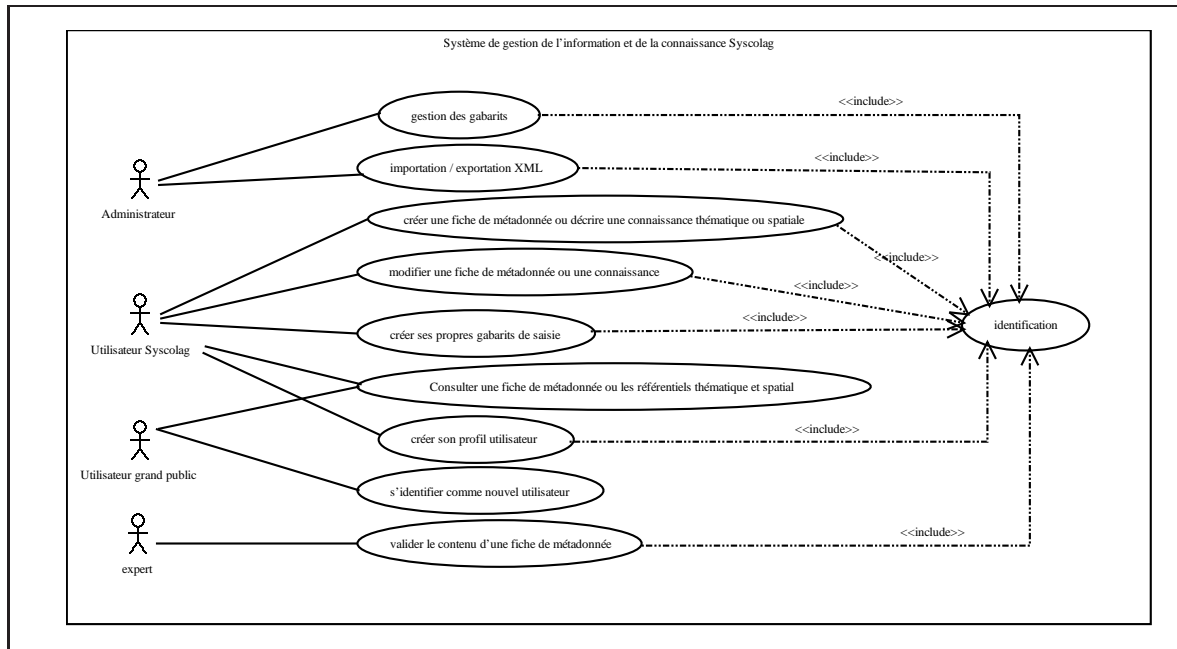 Système de gestion de l'information et de la connaissance Syscolag
<<include>>
gestion des gabarits
<<include>>
importation / exportation XML
Administrateur
créer une fiche de métadonnée ou décrire une connaissance thématique ou spatiale
<<include>>
modifier une fiche de métadonnée ou une connaissance
<<include>>
<<include>>
identification
créer ses propres gabarits de saisie
Utilisateur Syscolag
Consulter une fiche de métadonnée ou les référentiels thématique et spatial
<<include>>
créer son profil utilisateur
Utilisateur grand public
s'identifier comme nouvel utilisateur
<<include>>
valider le contenu d'une fiche de métadonnée
expert